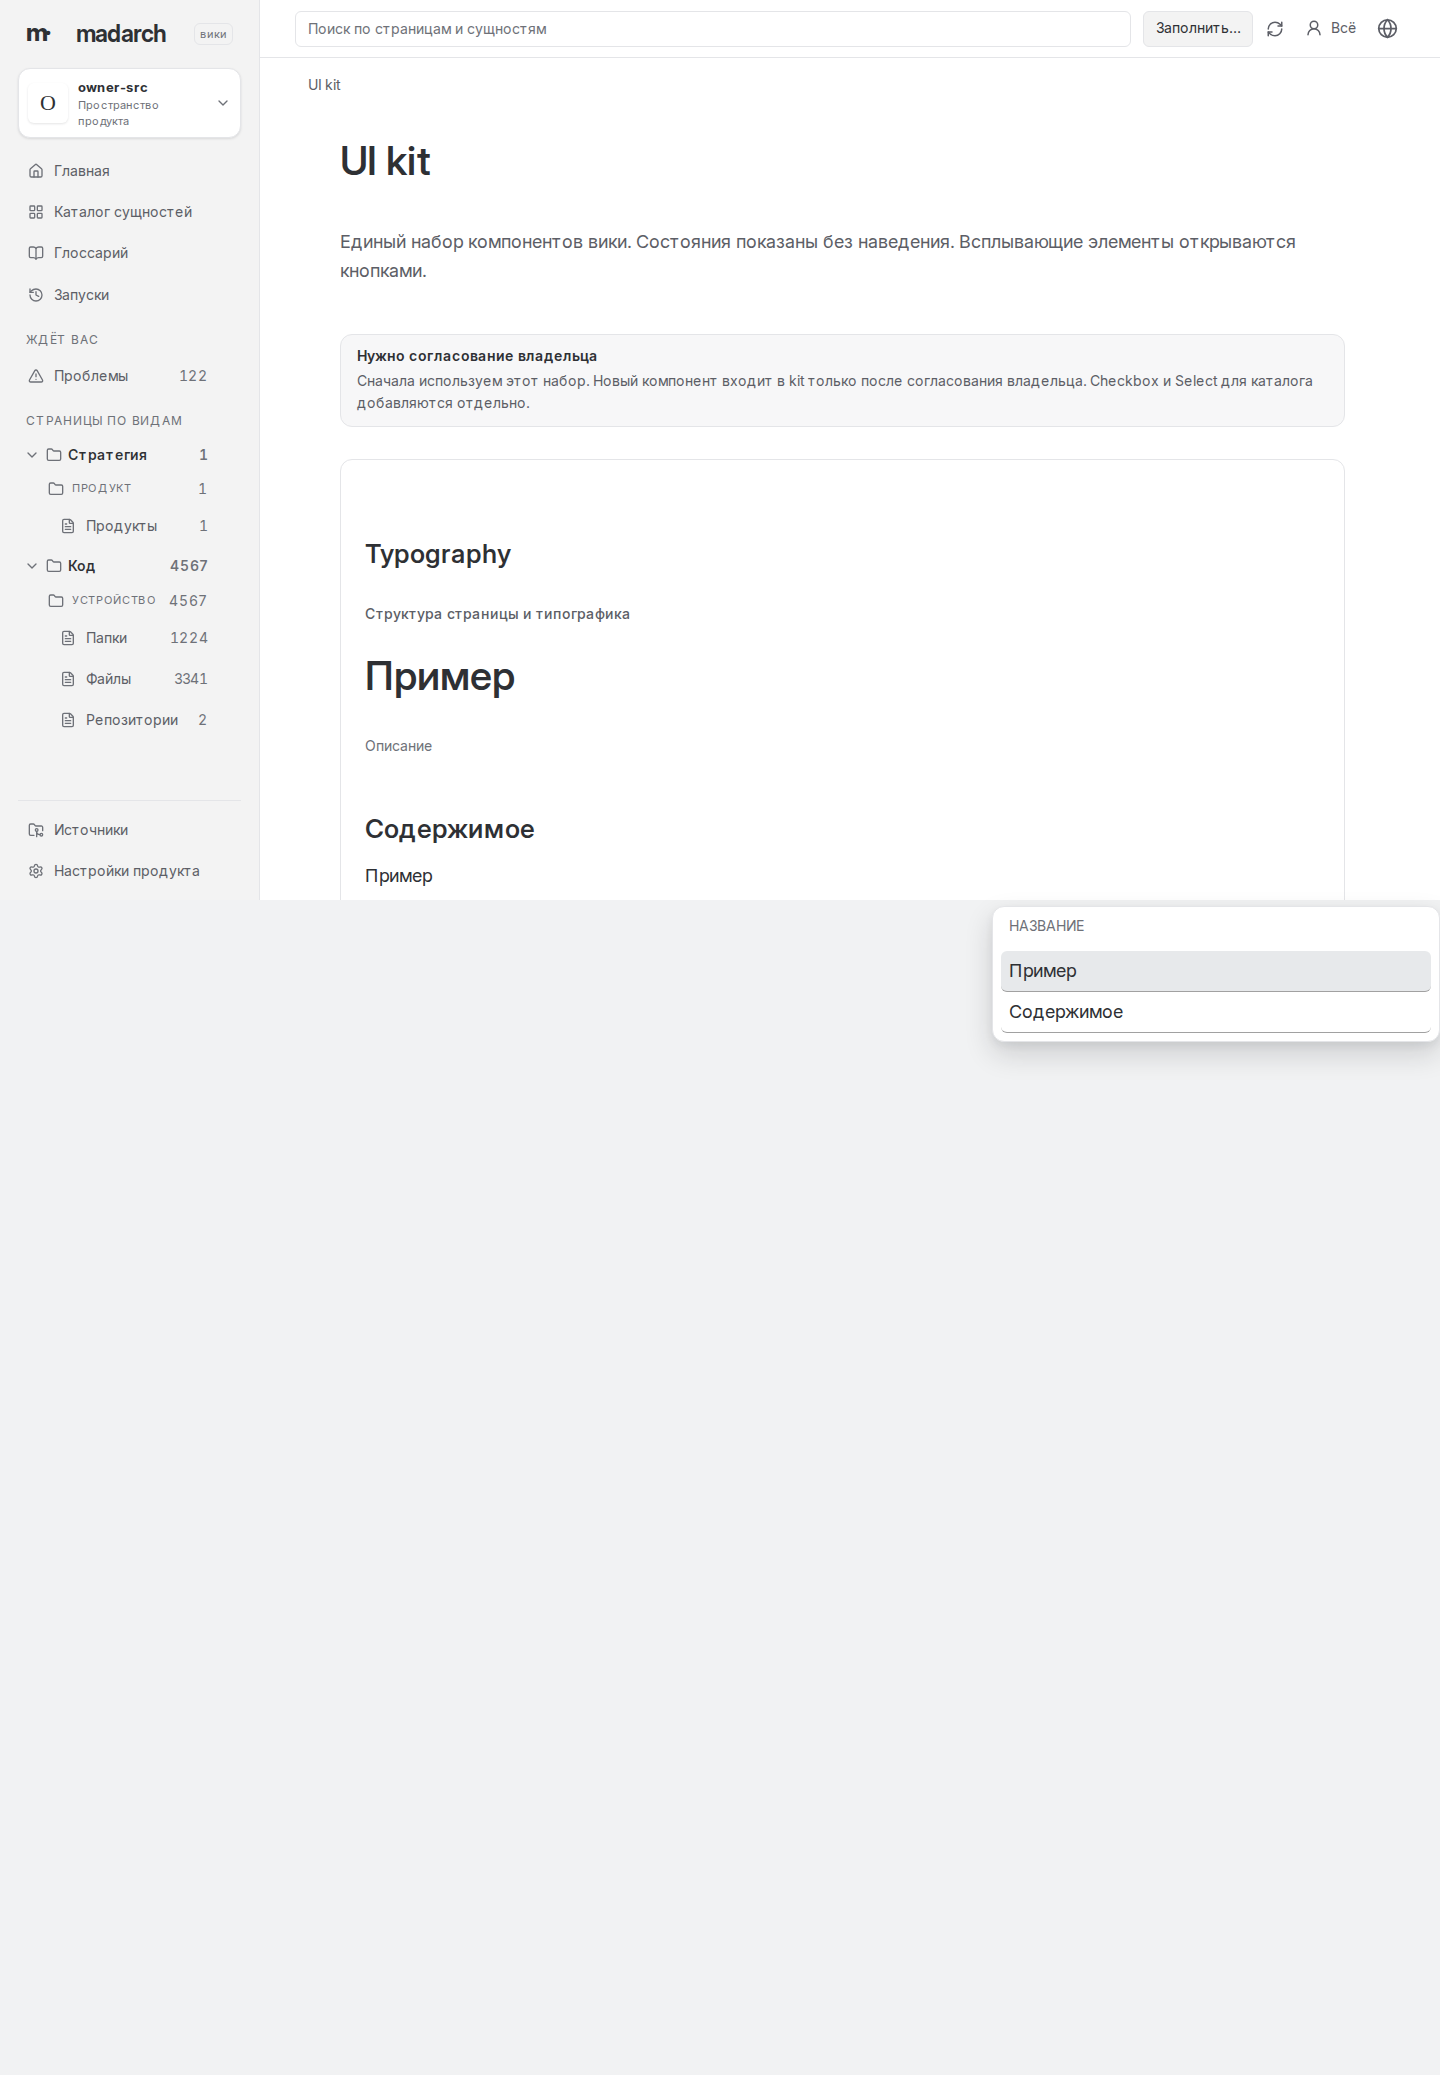 m
madarch
вики
O
owner-src
Пространство
продукта
Главная
Каталог сущностей
Глоссарий
Запуски
ЖДЁТ ВАС
Проблемы 122
СТРАНИЦЫ ПО ВИДАМ
Стратегия 1
ПРОДУКТ 1
Продукты 1
Код 4567
УСТРОЙСТВО 4567
Папки 1224
Файлы 3341
Репозитории 2
Источники
Настройки продукта
Поиск по страницам и сущностям
Заполнить...
Всё
UI kit
UI kit
Единый набор компонентов вики. Состояния показаны без наведения. Всплывающие элементы открываются
кнопками.
Нужно согласование владельца
Сначала используем этот набор. Новый компонент входит в kit только после согласования владельца. Checkbox и Select для каталога
добавляются отдельно.
Typography
Структура страницы и типографика
Пример
Описание
Содержимое
Пример
НАЗВАНИЕ
Пример
Содержимое